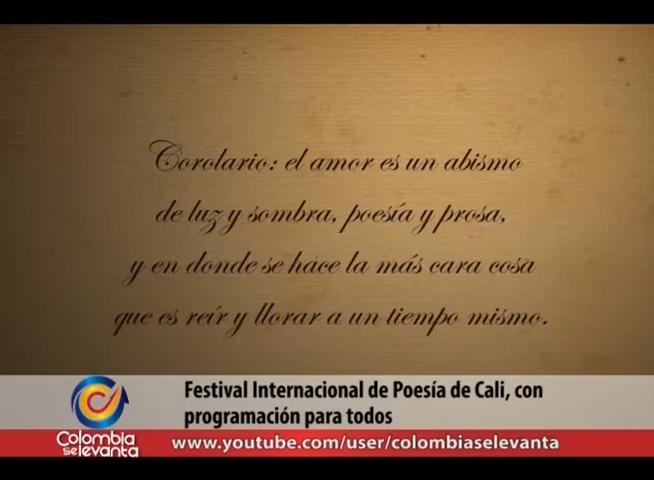 Corolario: el amor es un abismo
de luz y sombra, poesía y prosa,
y en donde se hace la más cara cosa
que es reír y llorar a un tiempo mismo.
Festival Internacional de Poesía de Cali, con
programación para todos
Colombia
se levanta
www.youtube.com/user/colombiaselevanta